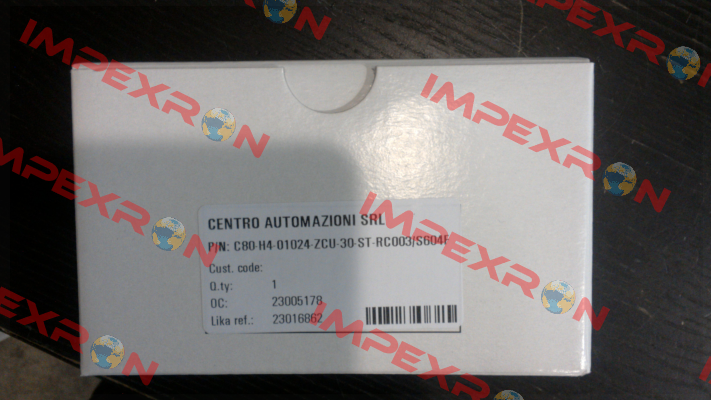 IMPEXRON
IMPEXRON
IMPEXRON
IMPEXRON
IMPEXRON
IMPEXRON
IMPEXRON
CENTRO AUTOMAZIONI SRL
P/N: C80-H4-01024-ZCU-30-ST-RC003/S604F
Cust. code:
Q.ty: 1
OC: 23005178
Lika ref.: 23016862